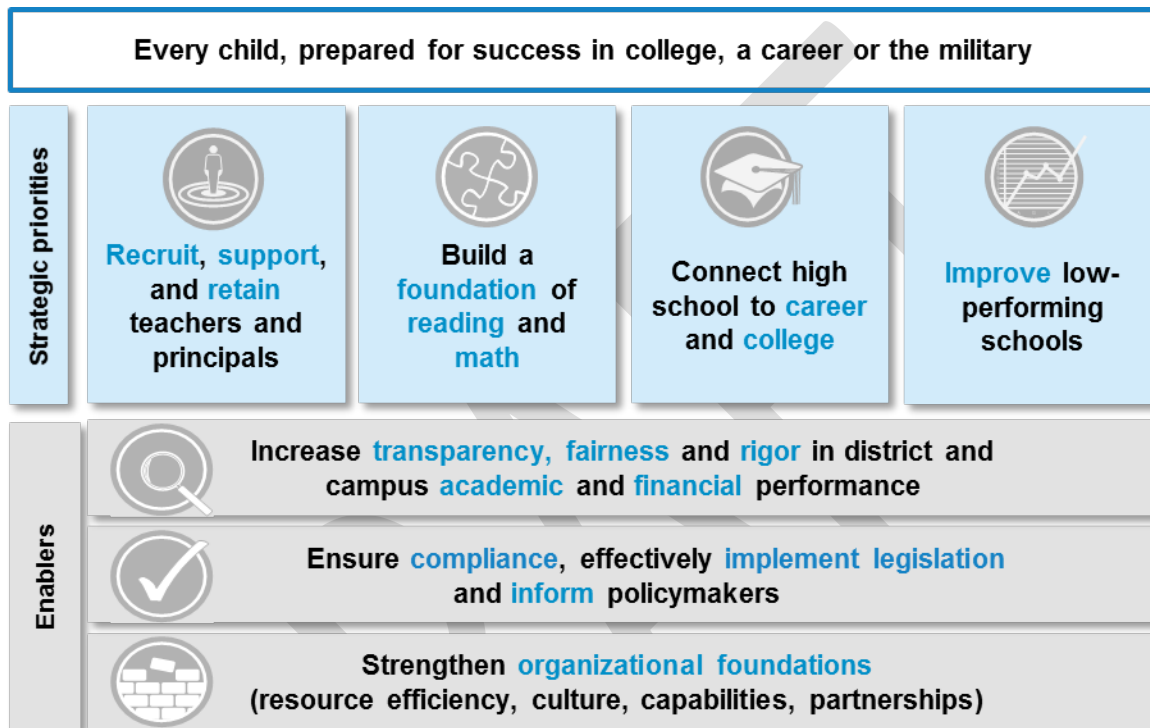 Every child, prepared for success in college, a career or the military
Strategic priorities
Recruit, support,
and retain
teachers and
principals
Build a
foundation of
reading and
math
Connect high
school to career
and college
Improve low-
performing
schools
Enablers
Increase transparency, fairness and rigor in district and
campus academic and financial performance
Ensure compliance, effectively implement legislation
and inform policymakers
Strengthen organizational foundations
(resource efficiency, culture, capabilities, partnerships)